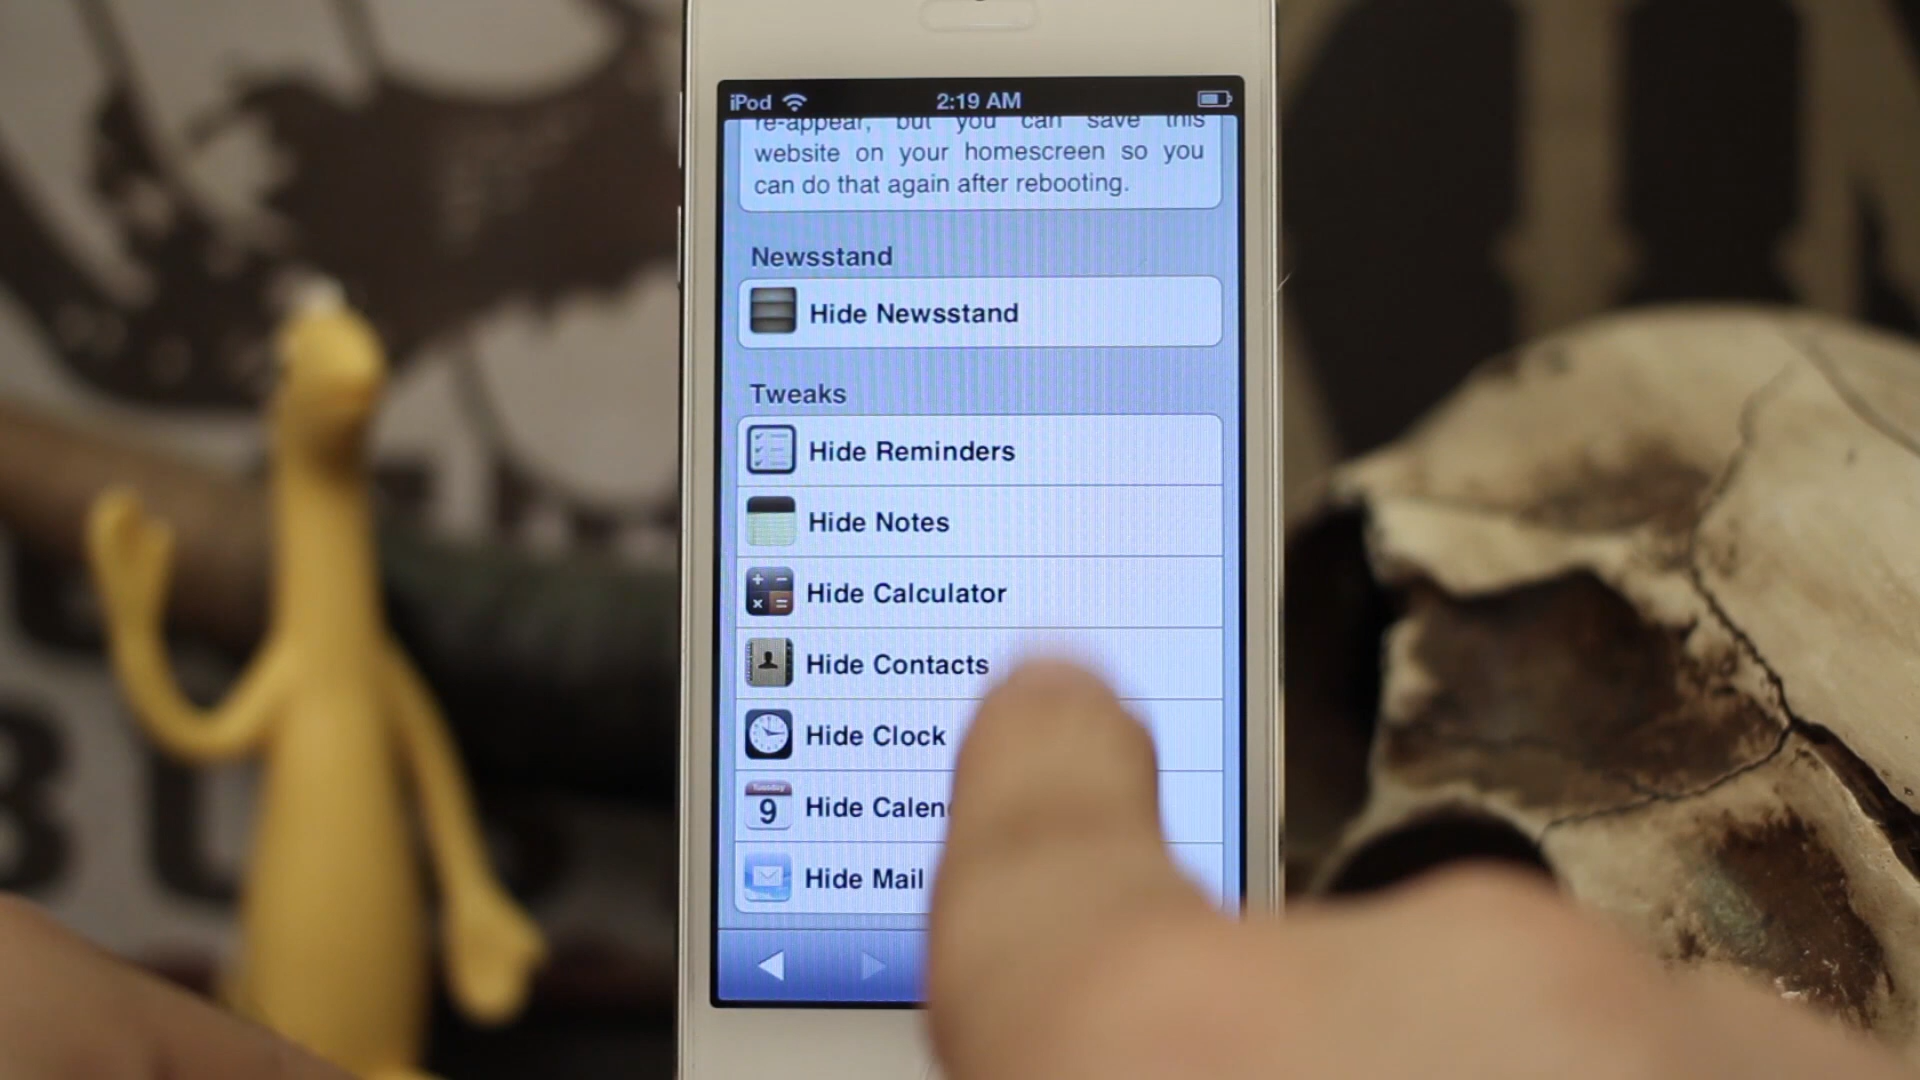 iPod 2:19 AM
re-appear, but you can save this
website on your homescreen so you
can do that again after rebooting.
Newsstand
Hide Newsstand
Tweaks
Hide Reminders
Hide Notes
Hide Calculator
Hide Contacts
Hide Clock
Tuesday
9
Hide Calen
Hide Mail